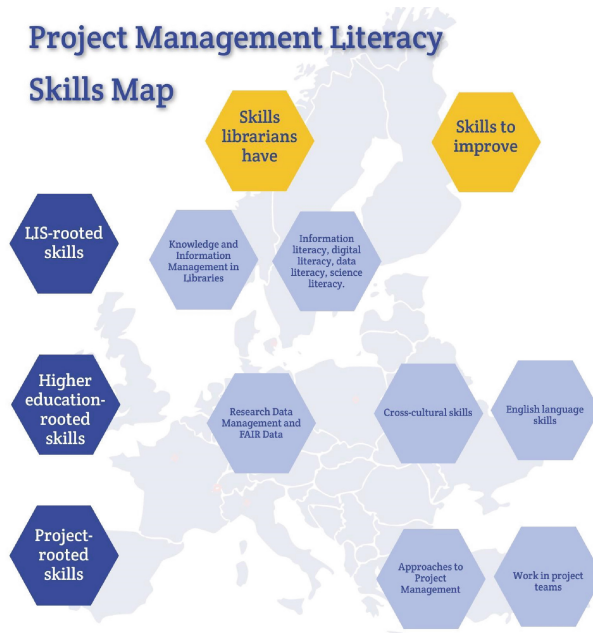 Project Management Literacy
Skills Map
Skills
librarians
have
Skills to
improve
LIS-rooted
skills
Knowledge and
Information
Management in
Libraries
Information
literacy, digital
literacy, data
literacy, science
literacy.
Higher
education-
rooted
skills
Research Data
Management and
FAIR Data
Cross-cultural skills
English language
skills
Project-
rooted
skills
Approaches to
Project
Management
Work in project
teams